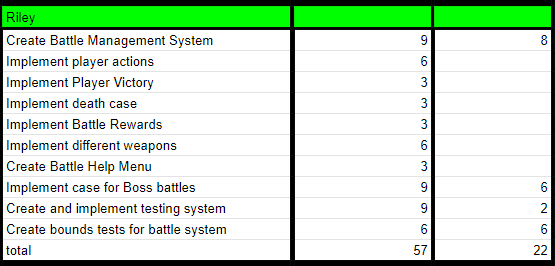 Riley
Create Battle Management System 9 8
Implement player actions 6
Implement Player Victory 3
Implement death case 3
Implement Battle Rewards 3
Implement different weapons 6
Create Battle Help Menu 3
Implement case for Boss battles 9 6
Create and implement testing system 9 2
Create bounds tests for battle system 6 6
total 57 22